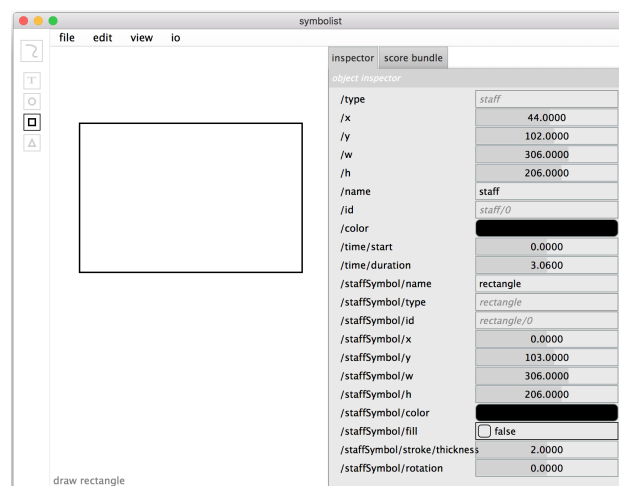 symbolist
file edit view io
inspector score bundle
object inspector
T
/type staff
/x 44.0000
/y 102.0000
/w 306.0000
/h 206.0000
/name staff
/id staff/0
/color
/time/start 0.0000
/time/duration 3.0600
/staffSymbol/name rectangle
/staffSymbol/type rectangle
/staffSymbol/id rectangle/0
/staffSymbol/x 0.0000
/staffSymbol/y 103.0000
/staffSymbol/w 306.0000
/staffSymbol/h 206.0000
/staffSymbol/color
/staffSymbol/fill false
/staffSymbol/stroke/thickness 2.0000
/staffSymbol/rotation 0.0000
draw rectangle